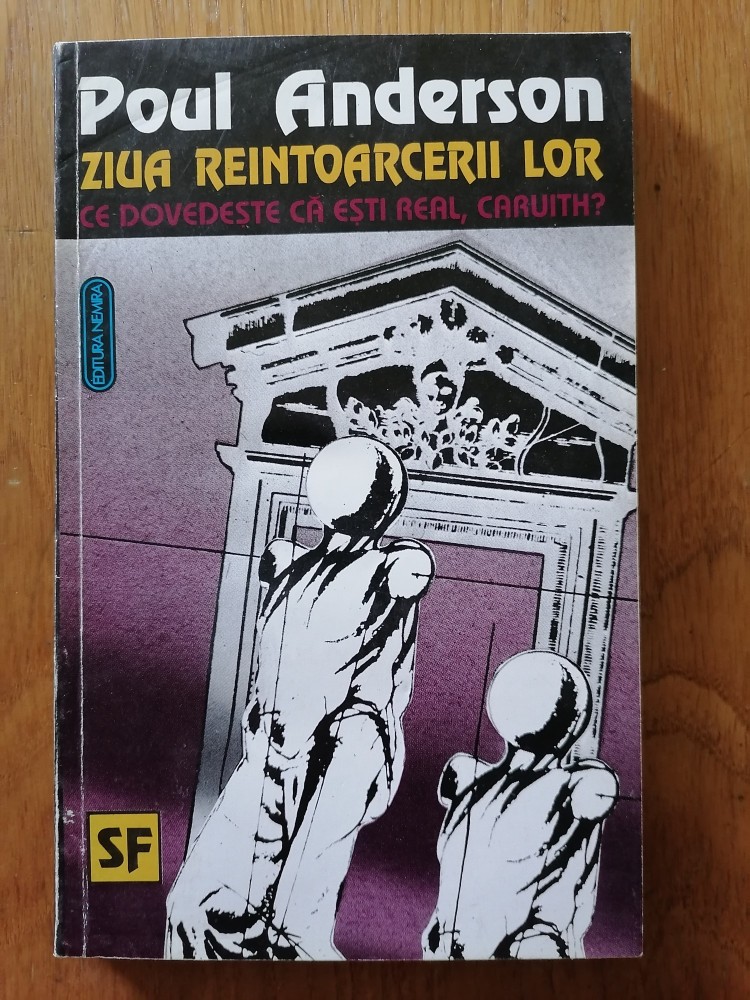 Poul Anderson
ZIUA REINTOARCERII LOR
CE DOVEDEȘTE CĂ EȘTI REAL, CARUITH?
EDITURA NEMIRA
SF